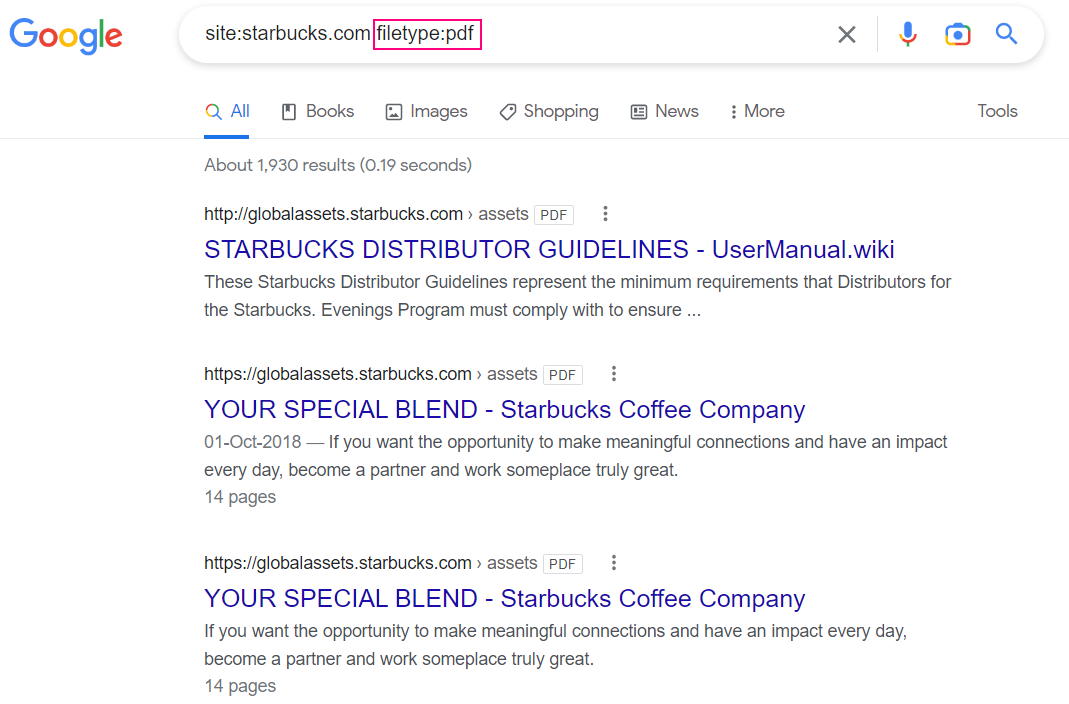 Google
site:starbucks.com filetype:pdf
All Books Images Shopping News More Tools
About 1,930 results (0.19 seconds)
http://globalassets.starbucks.com › assets PDF
STARBUCKS DISTRIBUTOR GUIDELINES - UserManual.wiki
These Starbucks Distributor Guidelines represent the minimum requirements that Distributors for
the Starbucks. Evenings Program must comply with to ensure ...
https://globalassets.starbucks.com › assets PDF
YOUR SPECIAL BLEND - Starbucks Coffee Company
01-Oct-2018 — If you want the opportunity to make meaningful connections and have an impact
every day, become a partner and work someplace truly great.
14 pages
https://globalassets.starbucks.com › assets PDF
YOUR SPECIAL BLEND - Starbucks Coffee Company
If you want the opportunity to make meaningful connections and have an impact every day,
become a partner and work someplace truly great.
14 pages